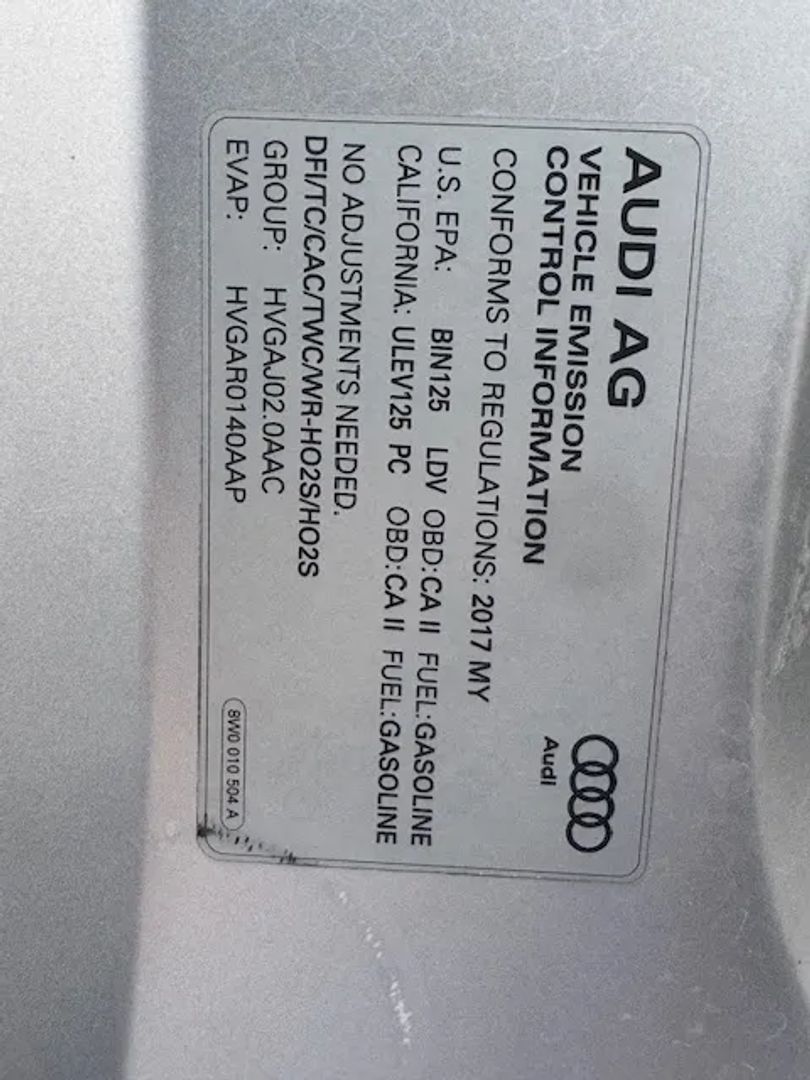 AUDI AG
VEHICLE EMISSION
CONTROL INFORMATION
Audi
CONFORMS TO REGULATIONS: 2017 MY
U.S. EPA: BIN125 LDV OBD:CA II FUEL:GASOLINE
CALIFORNIA: ULEV125 PC OBD:CA II FUEL:GASOLINE
NO ADJUSTMENTS NEEDED.
DFI/TC/CAC/TWC/WR-HO2S/HO2S
GROUP: HVGAJ02.0AAC
EVAP: HVGAR0140AAP
8W0 010 504 A